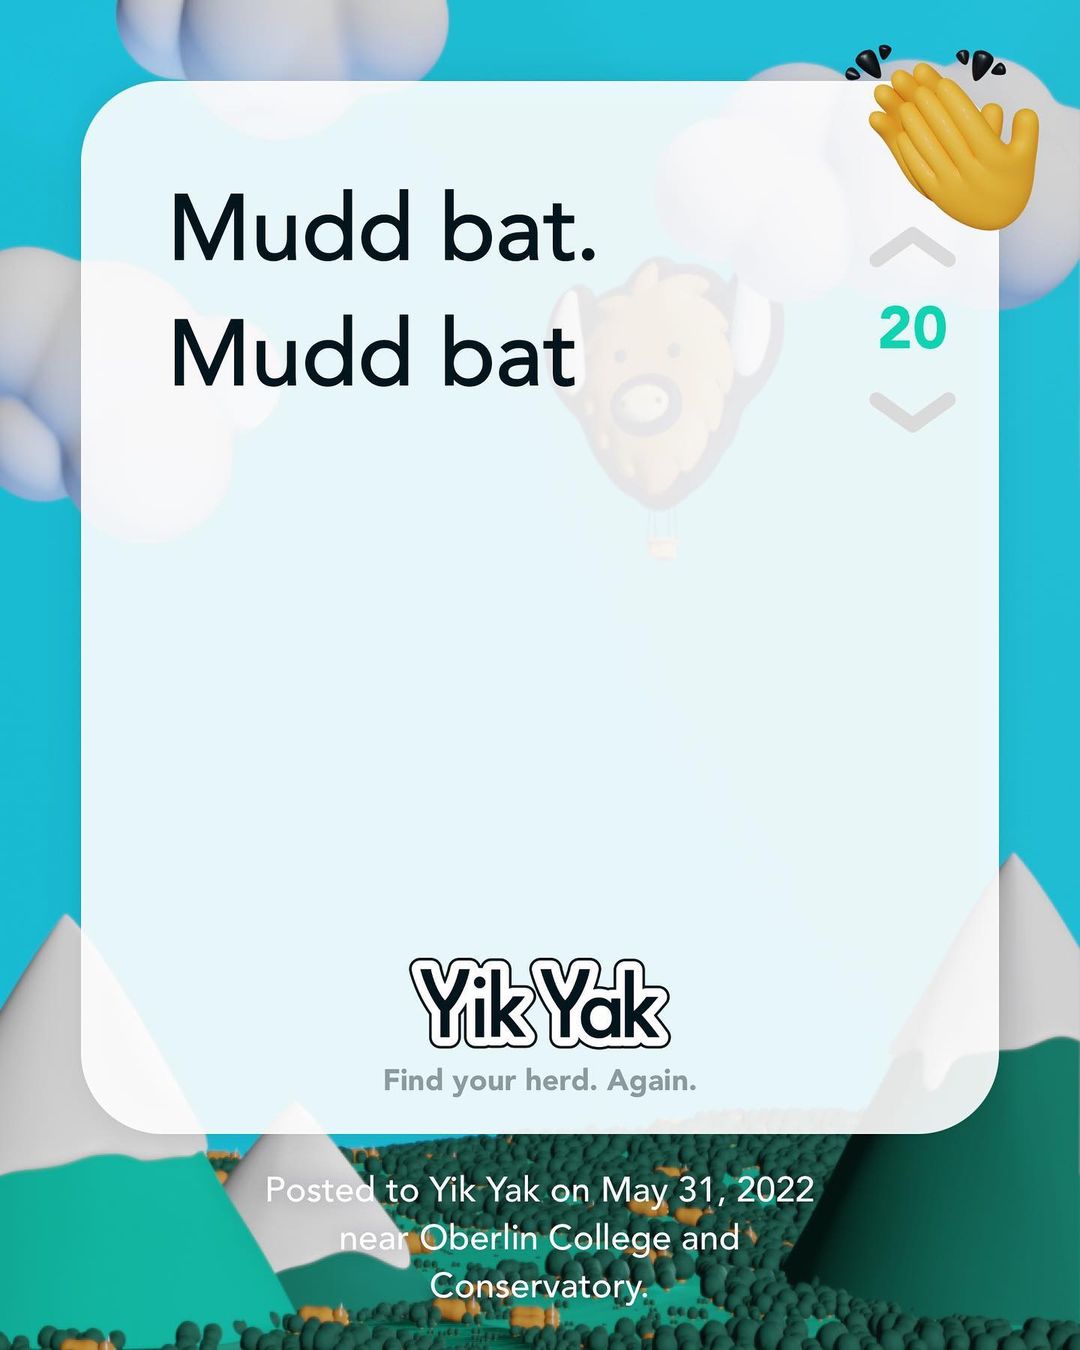 Mudd bat.
Mudd bat
20
Yik Yak
Find your herd. Again.
Posted to Yik Yak on May 31, 2022
near Oberlin College and
Conservatory.